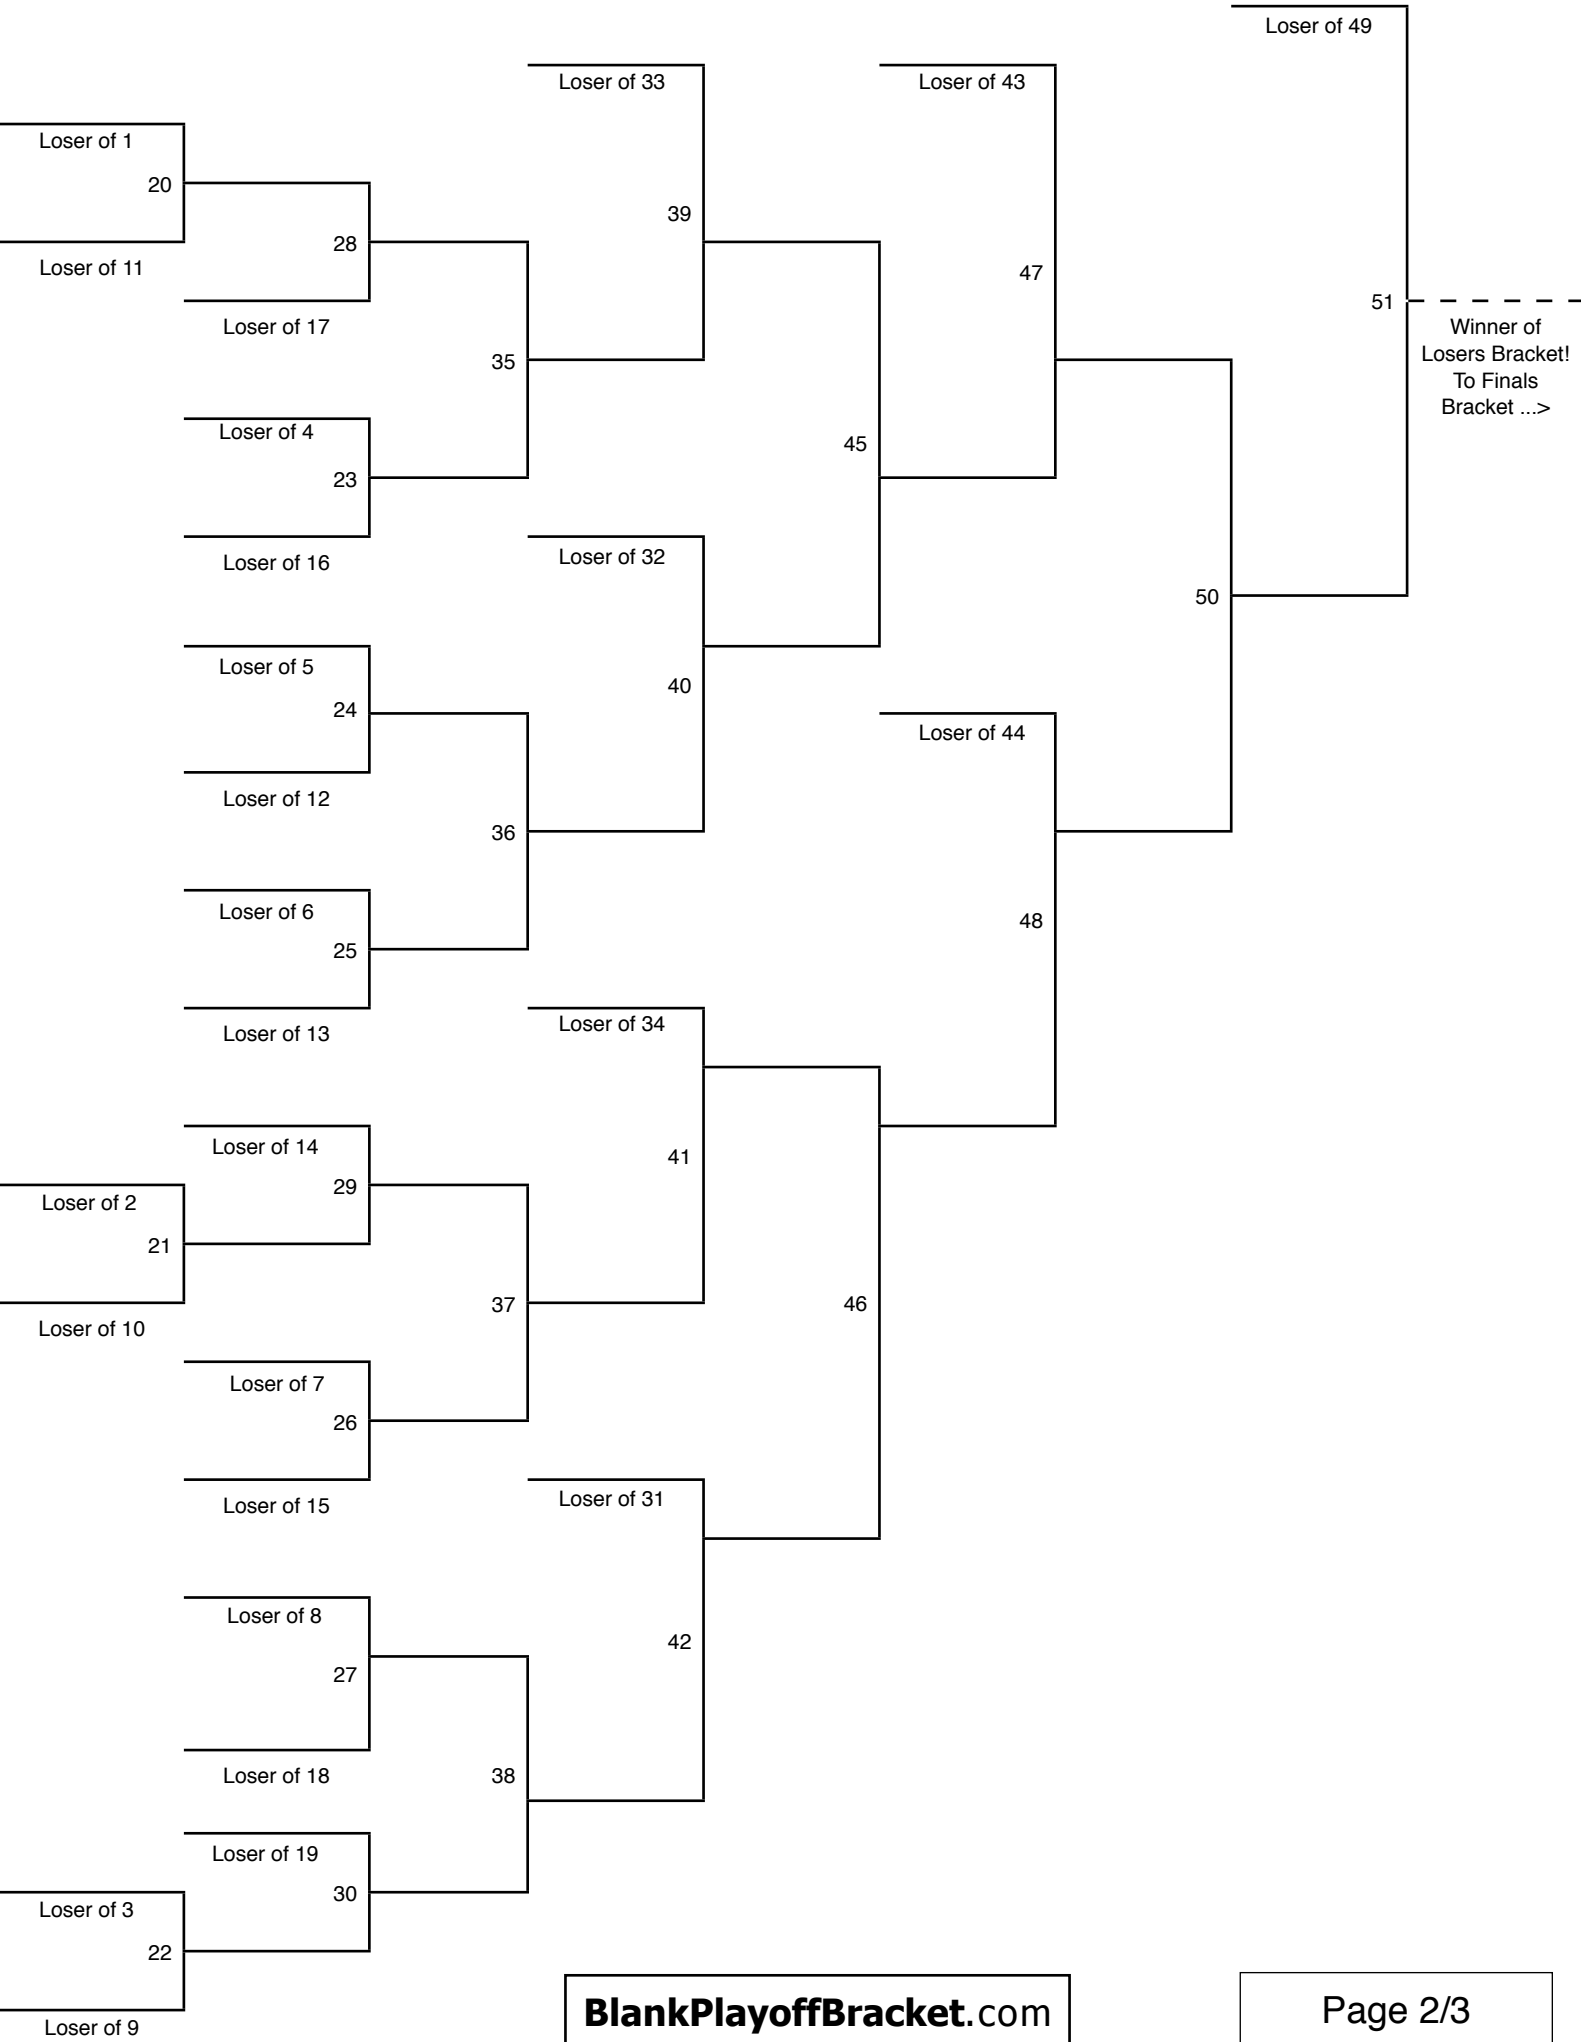 Loser of 49
Loser of 33
Loser of 43
Loser of 1
20
39
28
Loser of 11
47
51
Loser of 17
Winner of
Losers Bracket!
To Finals
Bracket ...>
35
Loser of 4
45
23
Loser of 16
Loser of 32
50
Loser of 5
40
24
Loser of 44
Loser of 12
36
Loser of 6
48
25
Loser of 34
Loser of 13
Loser of 14
41
29
Loser of 2
21
37
46
Loser of 10
Loser of 7
26
Loser of 31
Loser of 15
Loser of 8
42
27
Loser of 18
38
Loser of 19
30
Loser of 3
22
BlankPlayoffBracket.com
Page 2/3
Loser of 9